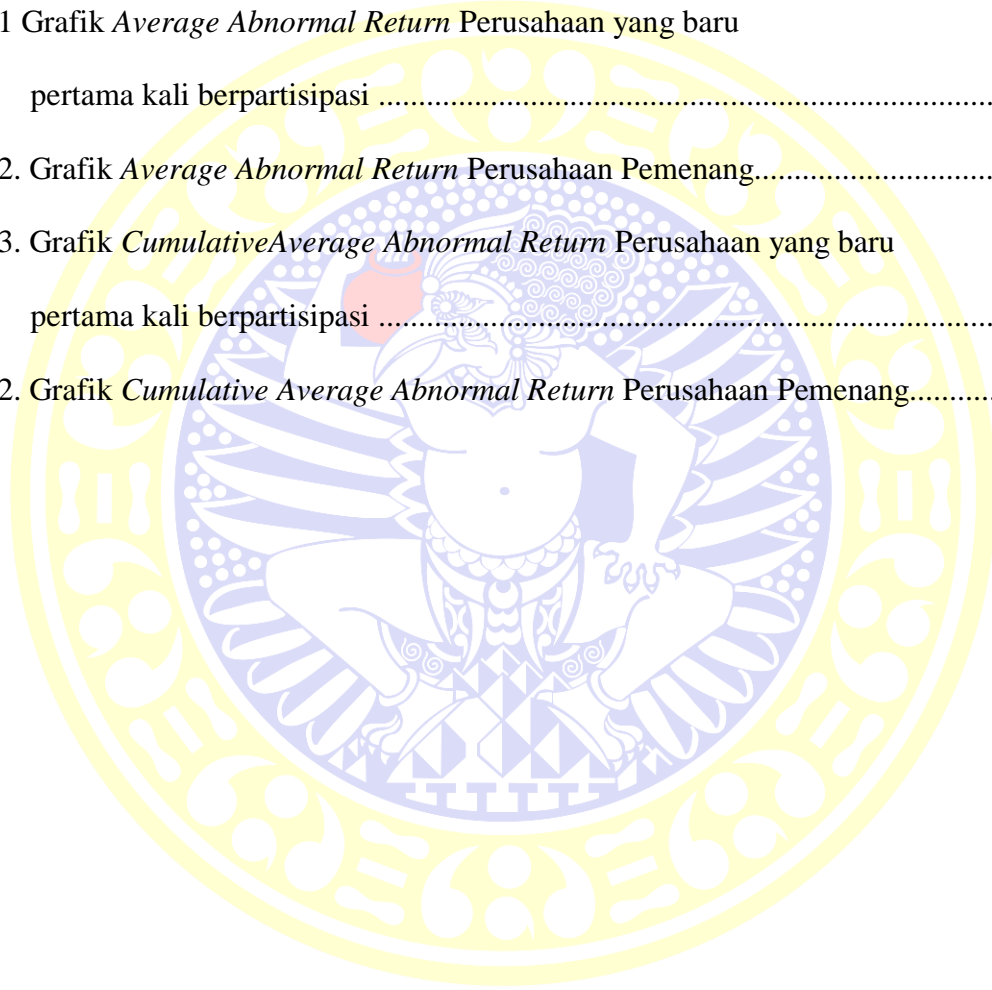 1 Grafik Average Abnormal Return Perusahaan yang baru
pertama kali berpartisipasi ................................................................................
2. Grafik Average Abnormal Return Perusahaan Pemenang..............................
3. Grafik CumulativeAverage Abnormal Return Perusahaan yang baru
pertama kali berpartisipasi ................................................................................
2. Grafik Cumulative Average Abnormal Return Perusahaan Pemenang...........